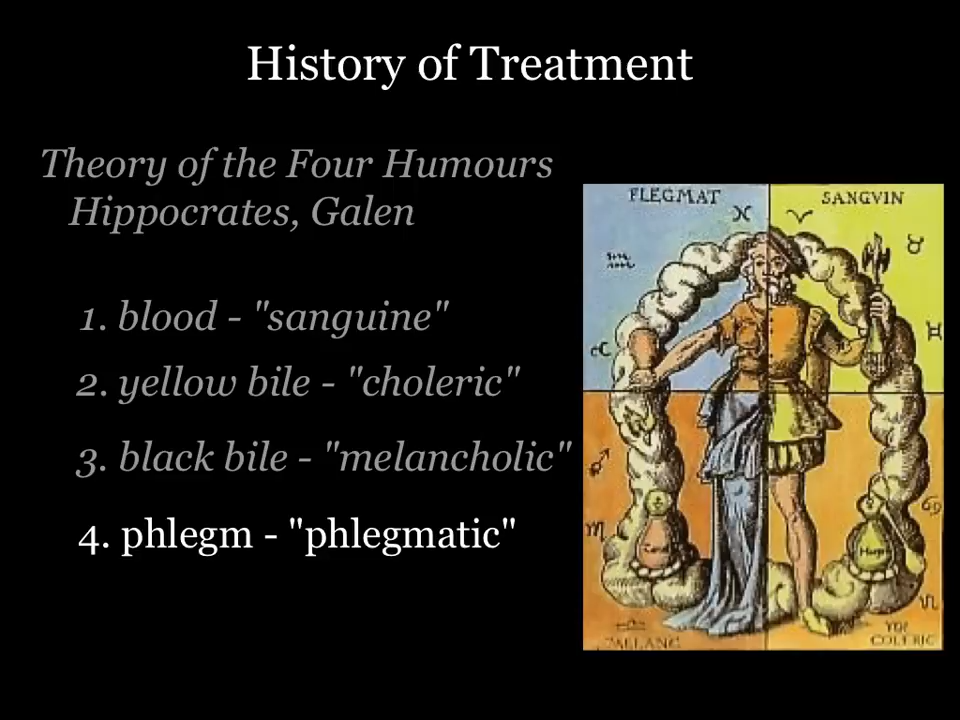 History of Treatment
Theory of the Four Humours
Hippocrates, Galen
1. blood - "sanguine"
2. yellow bile - "choleric"
3. black bile - "melancholic"
4. phlegm - "phlegmatic"
FLEGMAT
SANGVIN
MELANC
COLERIC